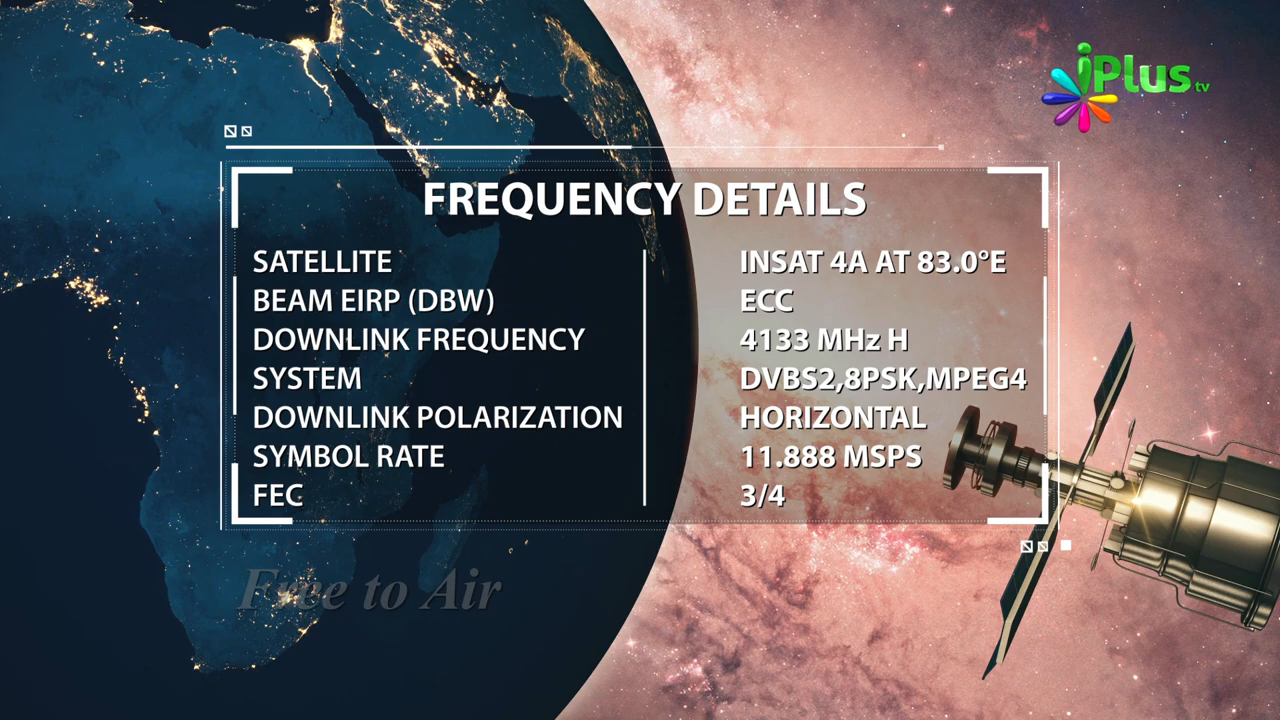 iPlus tv
FREQUENCY DETAILS
SATELLITE INSAT 4A AT 83.0°E
BEAM EIRP (DBW) ECC
DOWNLINK FREQUENCY 4133 MHz H
SYSTEM DVBS2,8PSK,MPEG4
DOWNLINK POLARIZATION HORIZONTAL
SYMBOL RATE 11.888 MSPS
FEC 3/4
Free to Air